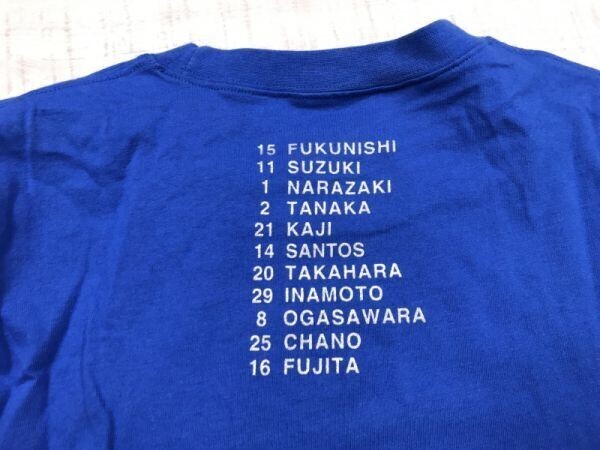 15 FUKUNISHI
11 SUZUKI
1 NARAZAKI
2 TANAKA
21 KAJI
14 SANTOS
20 TAKAHARA
29 INAMOTO
8 OGASAWARA
25 CHANO
16 FUJITA